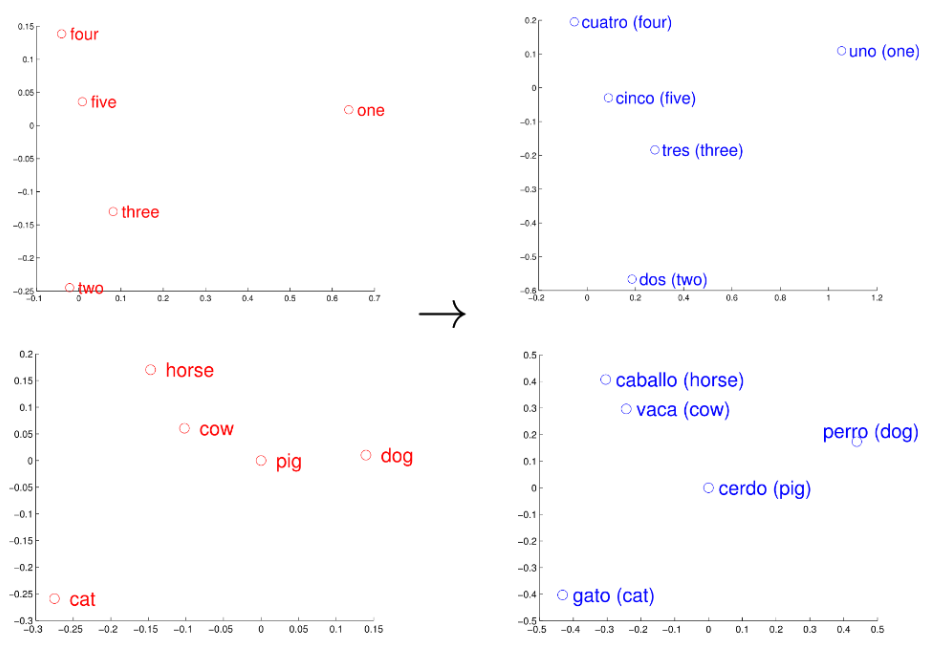 0.15
four
0.1
0.05
five
0
one
−0.05
−0.1
three
−0.15
−0.2
two
−0.25
−0.1 0 0.1 0.2 0.3 0.4 0.5 0.6 0.7
0.2
cuatro (four)
0.1
uno (one)
0
cinco (five)
−0.1
tres (three)
−0.2
−0.3
−0.4
−0.5
dos (two)
−0.6
−0.2 0 0.2 0.4 0.6 0.8 1 1.2
→
0.2
horse
0.15
0.1
cow
0.05
0
pig
dog
−0.05
−0.1
−0.15
−0.2
−0.25
cat
−0.3
−0.3 −0.25 −0.2 −0.15 −0.1 −0.05 0 0.05 0.1 0.15
0.5
0.4
caballo (horse)
0.3
vaca (cow)
0.2
perro (dog)
0.1
0
cerdo (pig)
−0.1
−0.2
−0.3
−0.4
gato (cat)
−0.5
−0.5 −0.4 −0.3 −0.2 −0.1 0 0.1 0.2 0.3 0.4 0.5